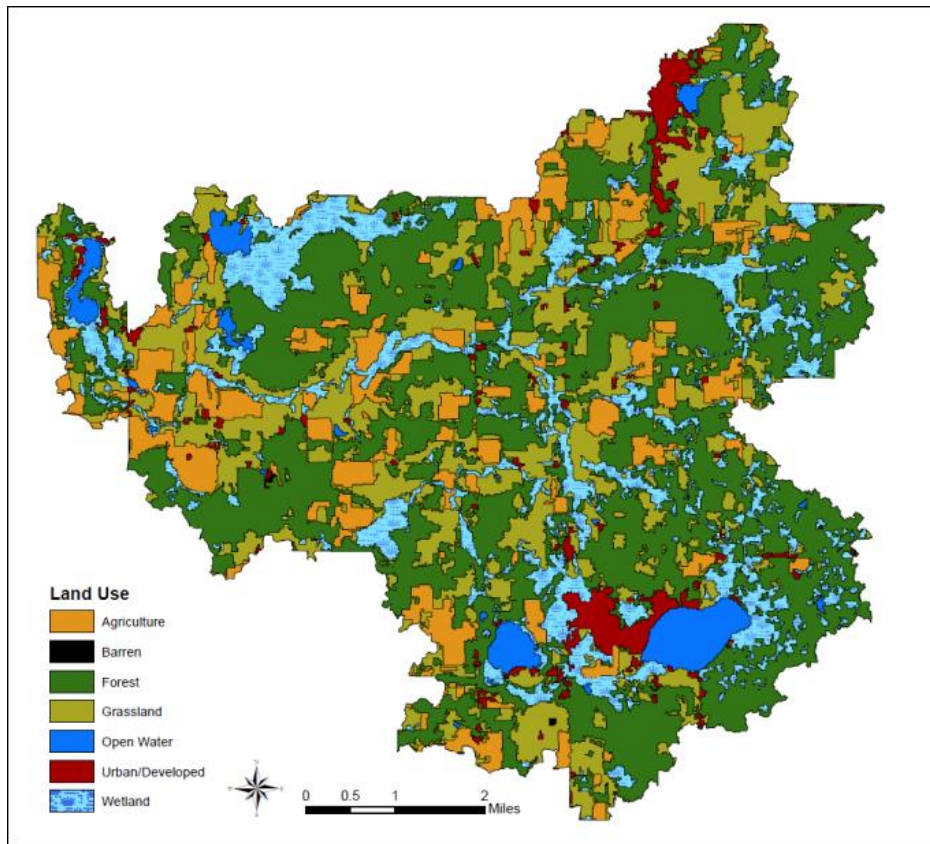 Land Use
Agriculture
Barren
Forest
Grassland
Open Water
Urban/Developed
Wetland
0 0.5 1 2
Miles